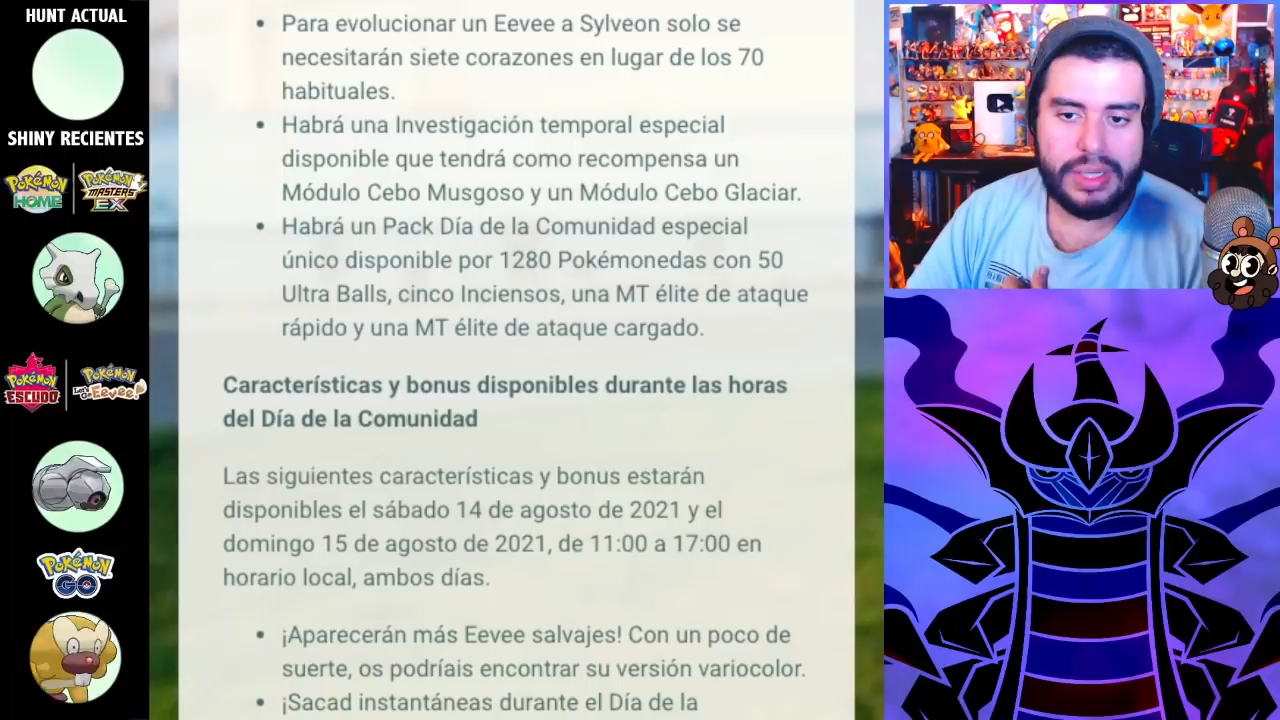 HUNT ACTUAL
SHINY RECIENTES
POKÉMON HOME
POKÉMON MASTERS EX
Pokémon ESCUDO
POKÉMON Let's Go, Eevee!
POKÉMON GO
Para evolucionar un Eevee a Sylveon solo se
necesitarán siete corazones en lugar de los 70
habituales.
Habrá una Investigación temporal especial
disponible que tendrá como recompensa un
Módulo Cebo Musgoso y un Módulo Cebo Glaciar.
Habrá un Pack Día de la Comunidad especial
único disponible por 1280 Pokémonedas con 50
Ultra Balls, cinco Inciensos, una MT élite de ataque
rápido y una MT élite de ataque cargado.
Características y bonus disponibles durante las horas
del Día de la Comunidad
Las siguientes características y bonus estarán
disponibles el sábado 14 de agosto de 2021 y el
domingo 15 de agosto de 2021, de 11:00 a 17:00 en
horario local, ambos días.
¡Aparecerán más Eevee salvajes! Con un poco de
suerte, os podríais encontrar su versión variocolor.
¡Sacad instantáneas durante el Día de la